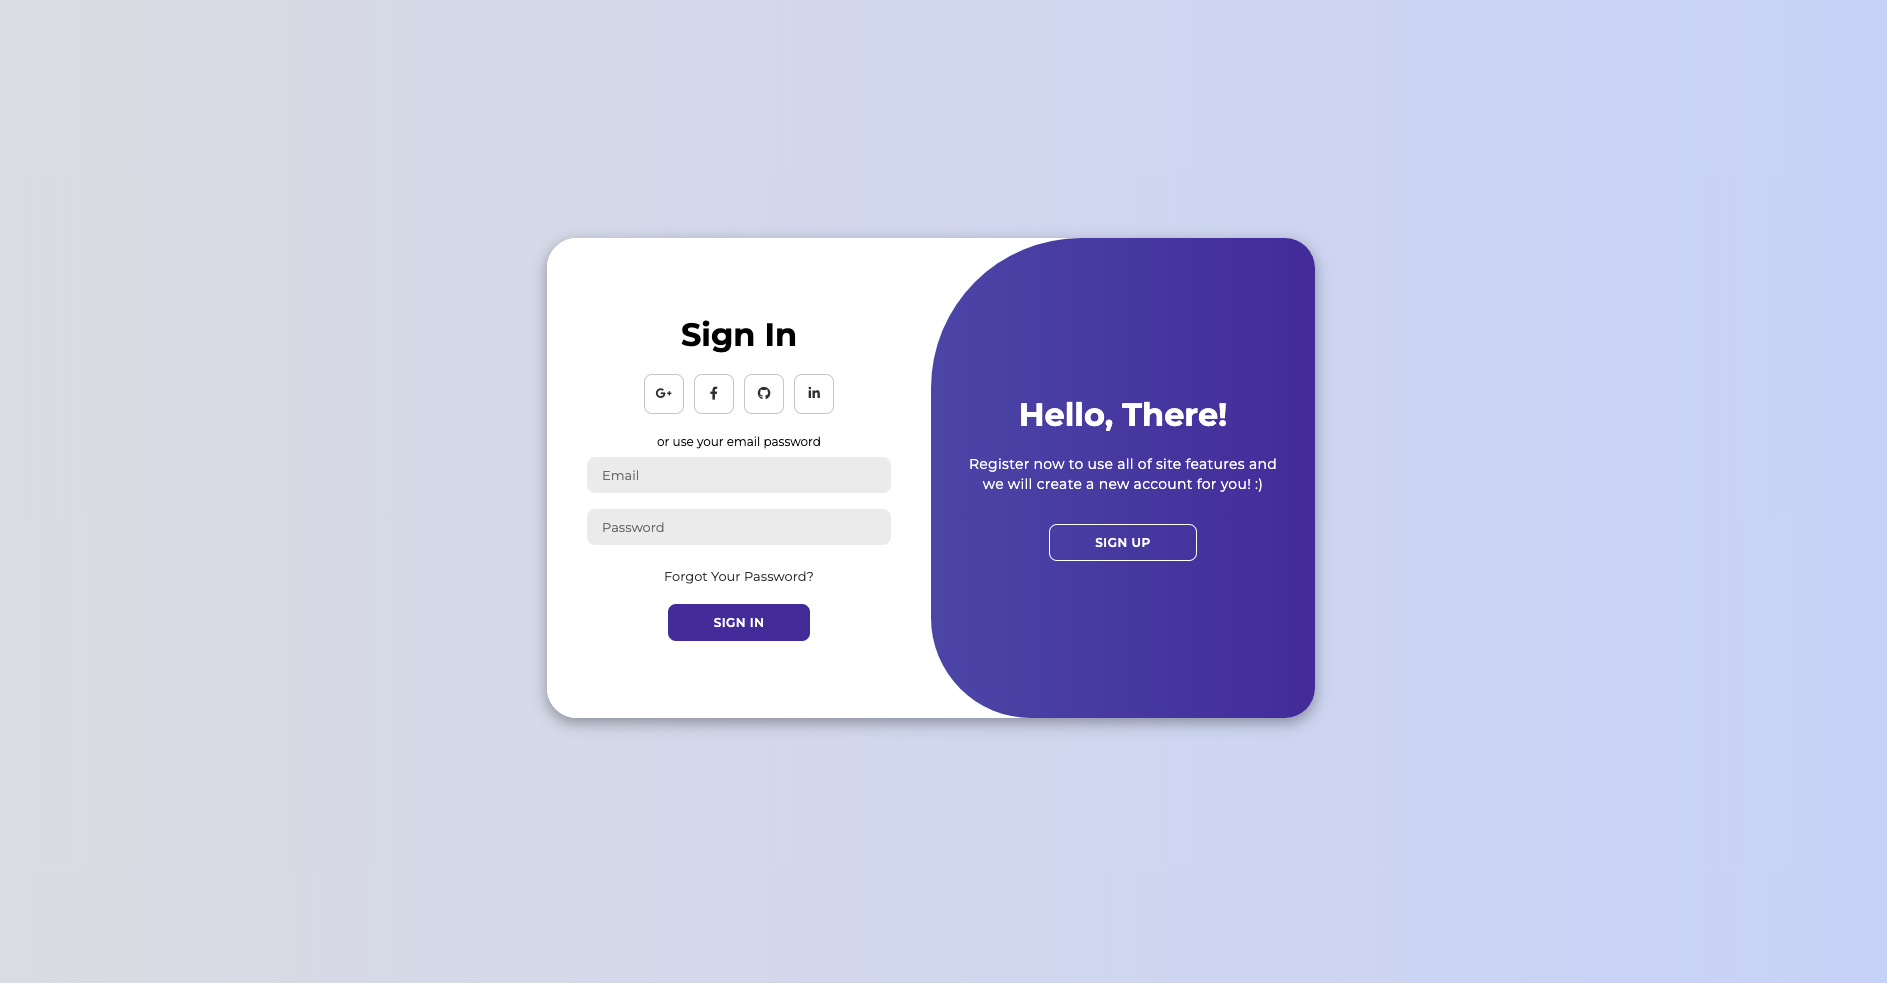 Sign In
or use your email password
Email
Password
Forgot Your Password?
SIGN IN
Hello, There!
Register now to use all of site features and
we will create a new account for you! :)
SIGN UP